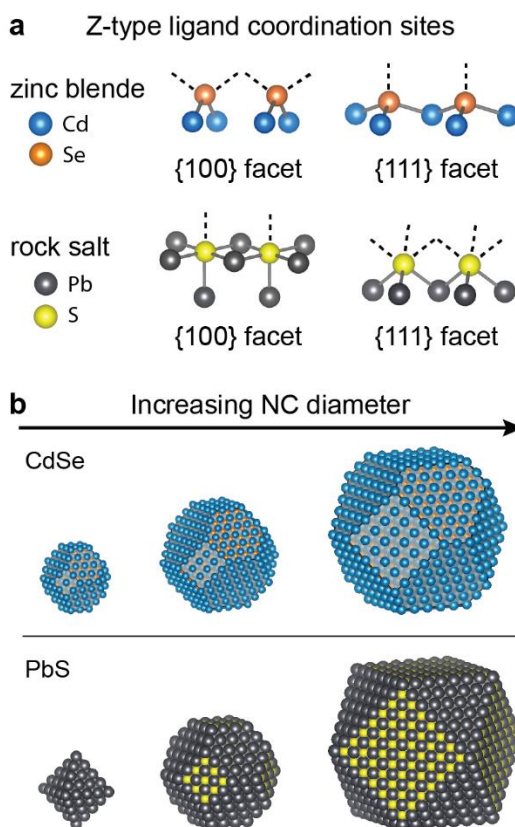 a Z-type ligand coordination sites
zinc blende
Cd
Se
{100} facet {111} facet
rock salt
Pb
S
{100} facet {111} facet
b Increasing NC diameter
CdSe
PbS